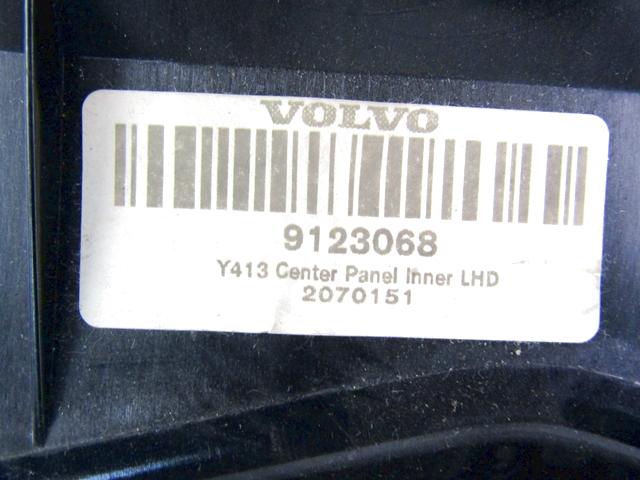 VOLVO
9123068
Y413 Center Panel Inner LHD
2070151